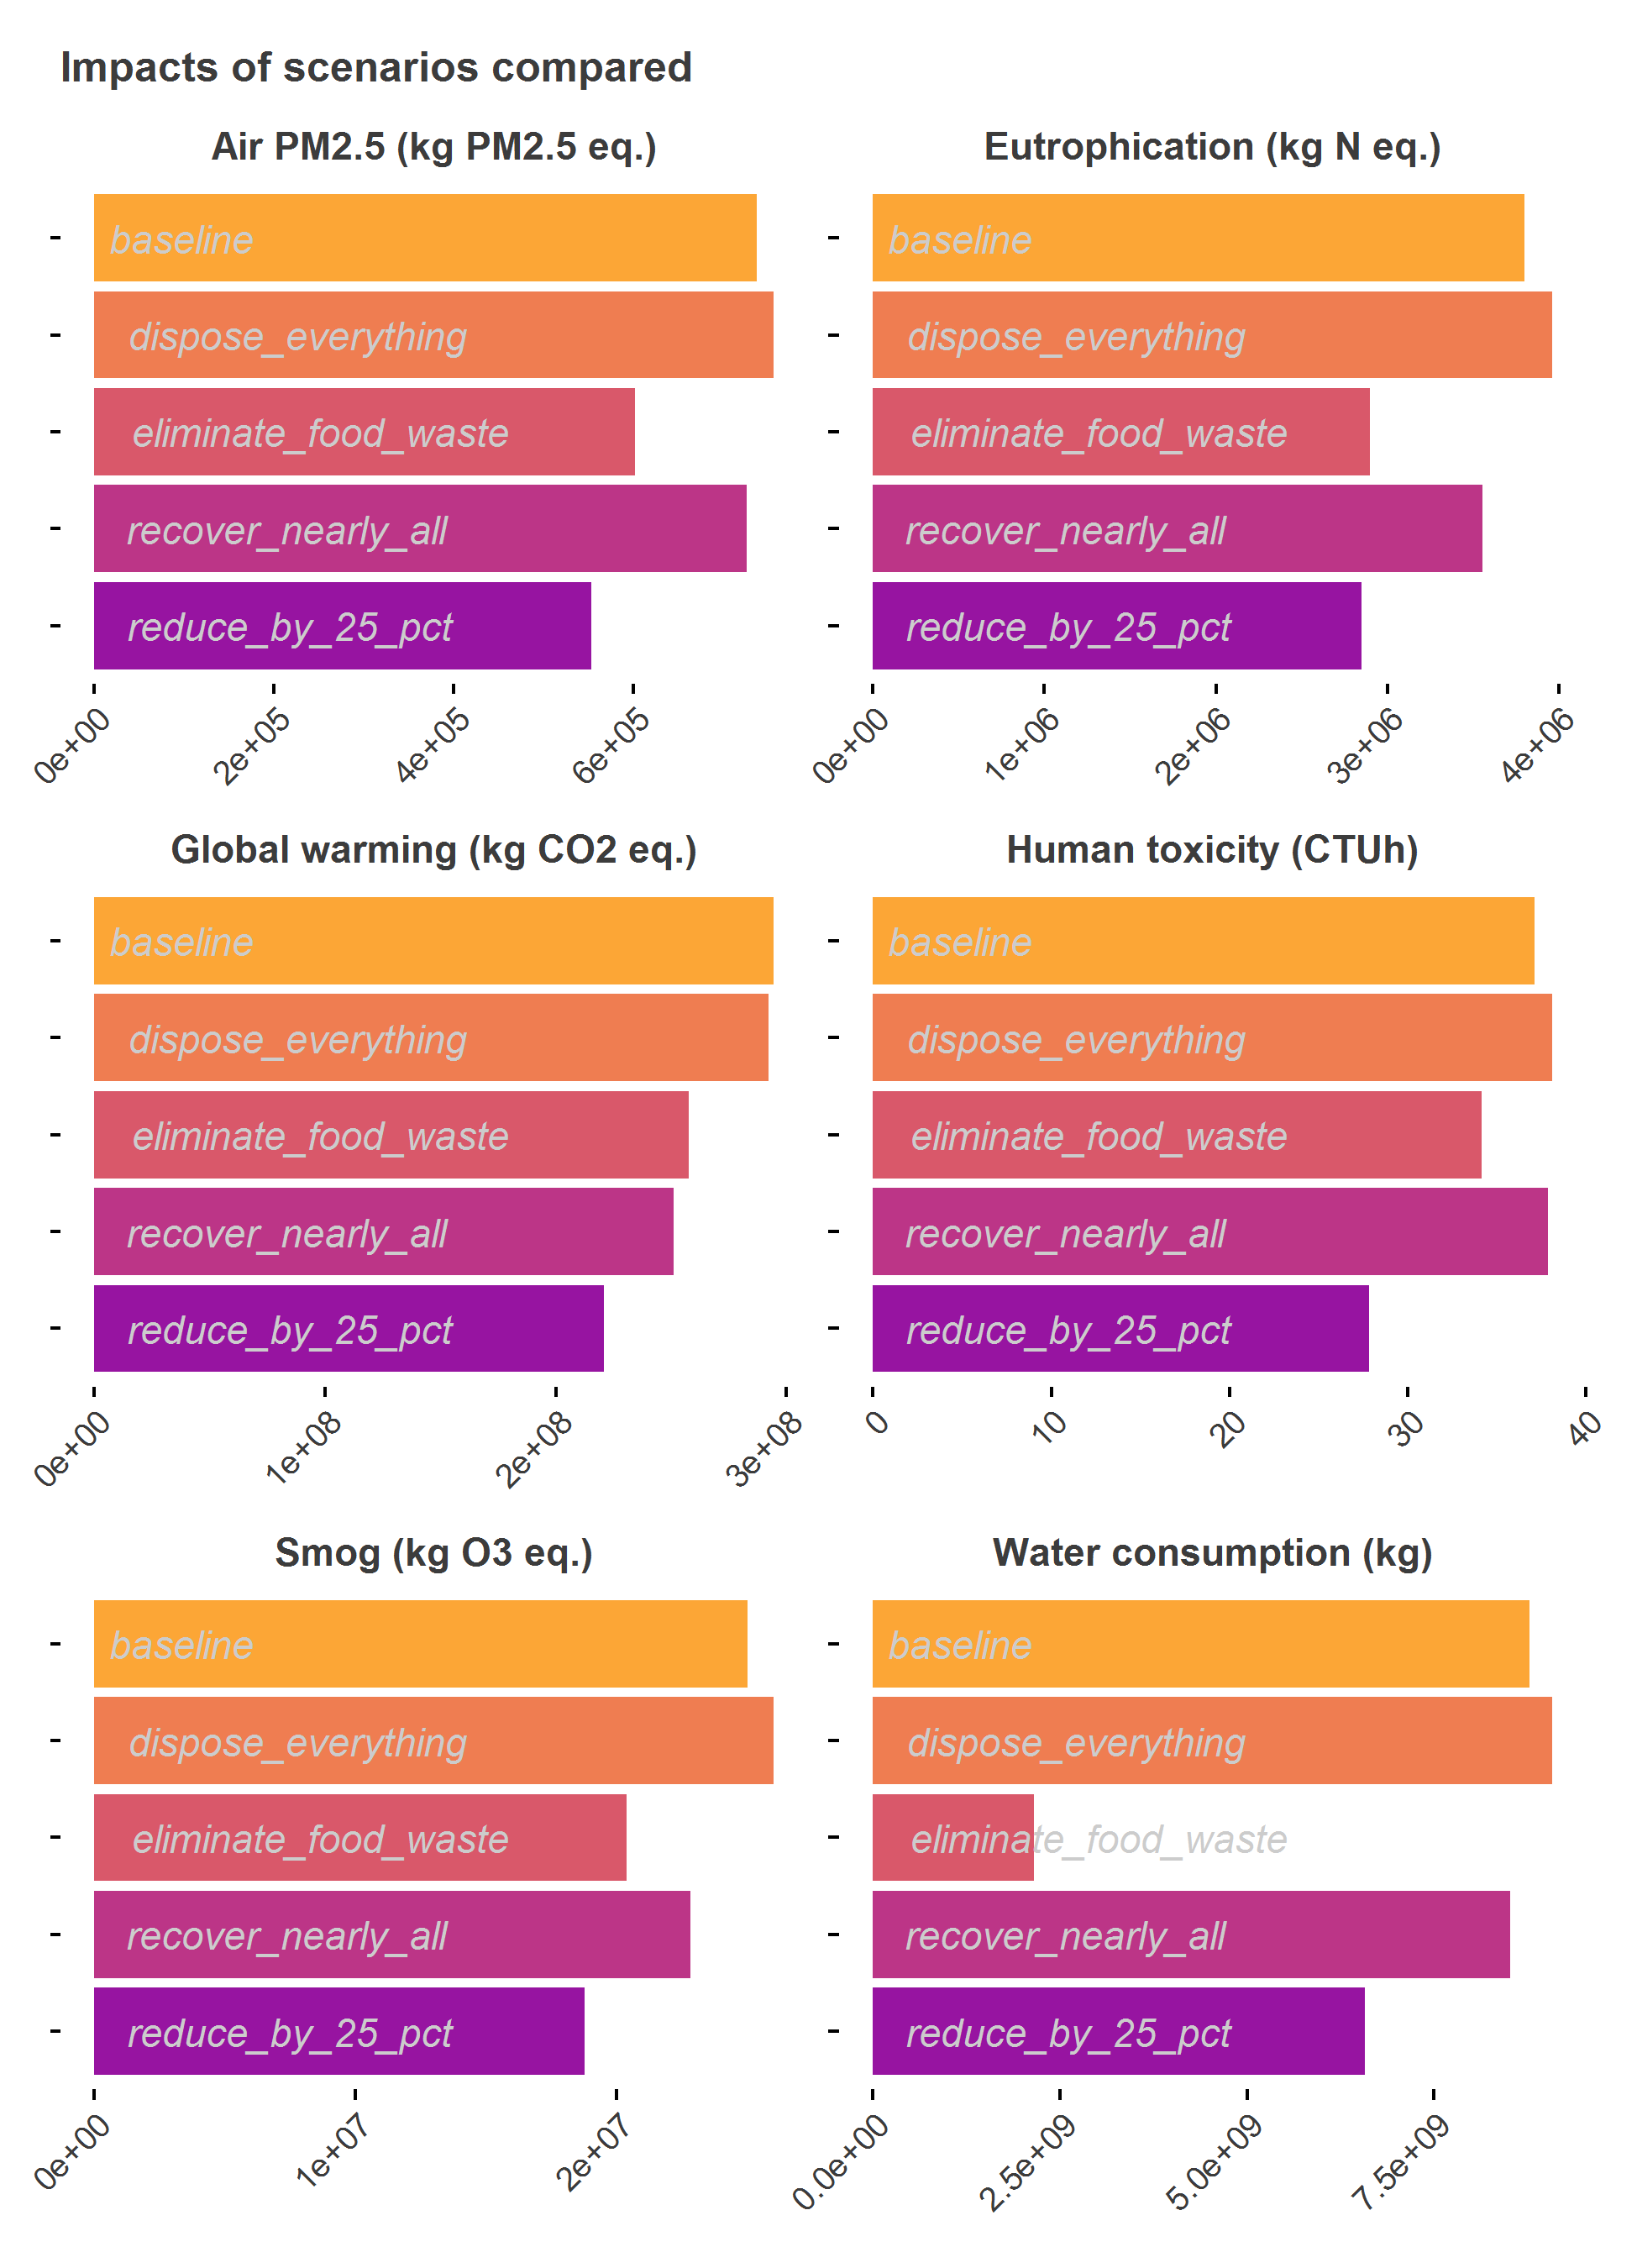 Impacts of scenarios compared
Air PM2.5 (kg PM2.5 eq.)
baseline
dispose_everything
eliminate_food_waste
recover_nearly_all
reduce_by_25_pct
0e+00
2e+05
4e+05
6e+05
Eutrophication (kg N eq.)
baseline
dispose_everything
eliminate_food_waste
recover_nearly_all
reduce_by_25_pct
0e+00
1e+06
2e+06
3e+06
4e+06
Global warming (kg CO2 eq.)
baseline
dispose_everything
eliminate_food_waste
recover_nearly_all
reduce_by_25_pct
0e+00
1e+08
2e+08
3e+08
Human toxicity (CTUh)
baseline
dispose_everything
eliminate_food_waste
recover_nearly_all
reduce_by_25_pct
0
10
20
30
40
Smog (kg O3 eq.)
baseline
dispose_everything
eliminate_food_waste
recover_nearly_all
reduce_by_25_pct
0e+00
1e+07
2e+07
Water consumption (kg)
baseline
dispose_everything
eliminate_food_waste
recover_nearly_all
reduce_by_25_pct
0.0e+00
2.5e+09
5.0e+09
7.5e+09